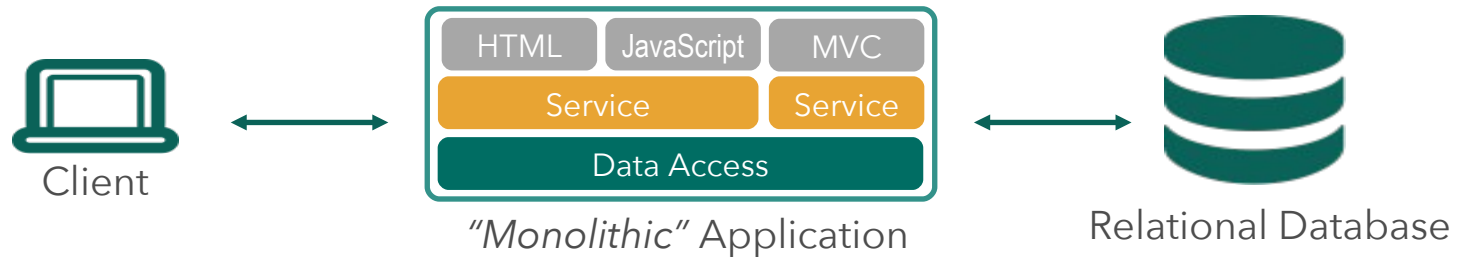 HTML JavaScript MVC
Service Service
Data Access
Client
“Monolithic” Application
Relational Database